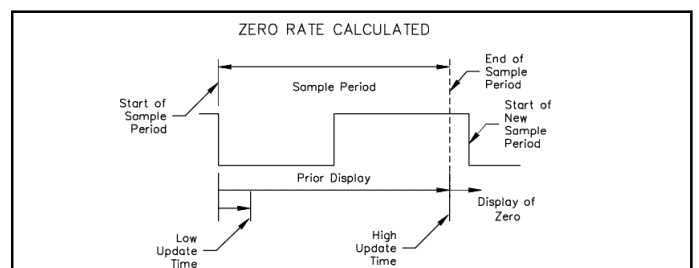 ZERO RATE CALCULATED
End of
Sample
Period
Sample Period
Start of
Sample
Period
Start of
New
Sample
Period
Prior Display
Display of
Zero
Low
Update
Time
High
Update
Time